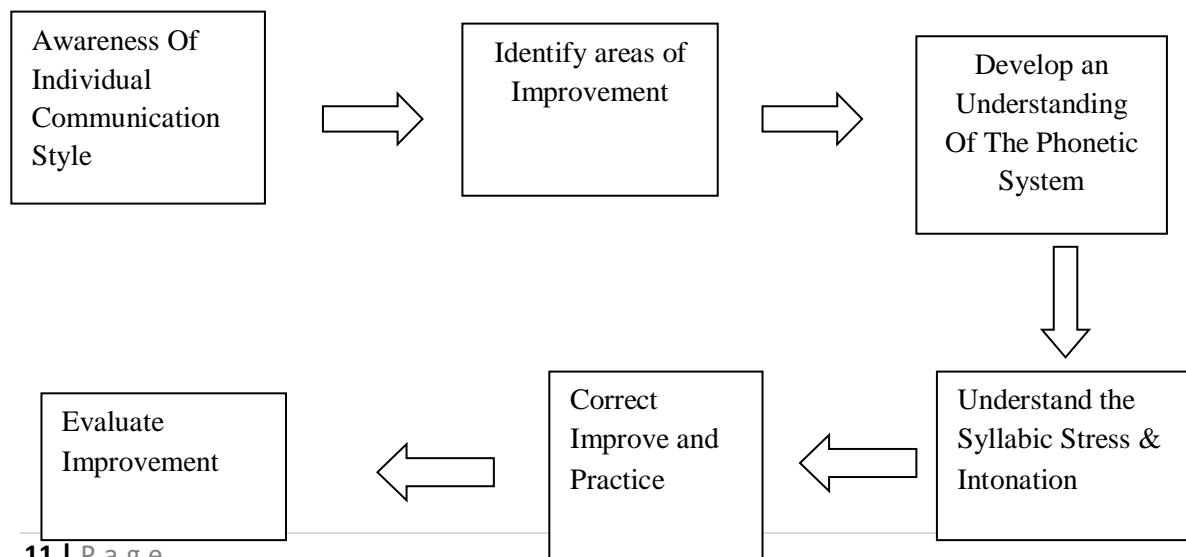 Awareness Of
Individual
Communication
Style
Identify areas of
Improvement
Develop an
Understanding
Of The Phonetic
System
Understand the
Syllabic Stress &
Intonation
Correct
Improve and
Practice
Evaluate
Improvement
11 | P a g e